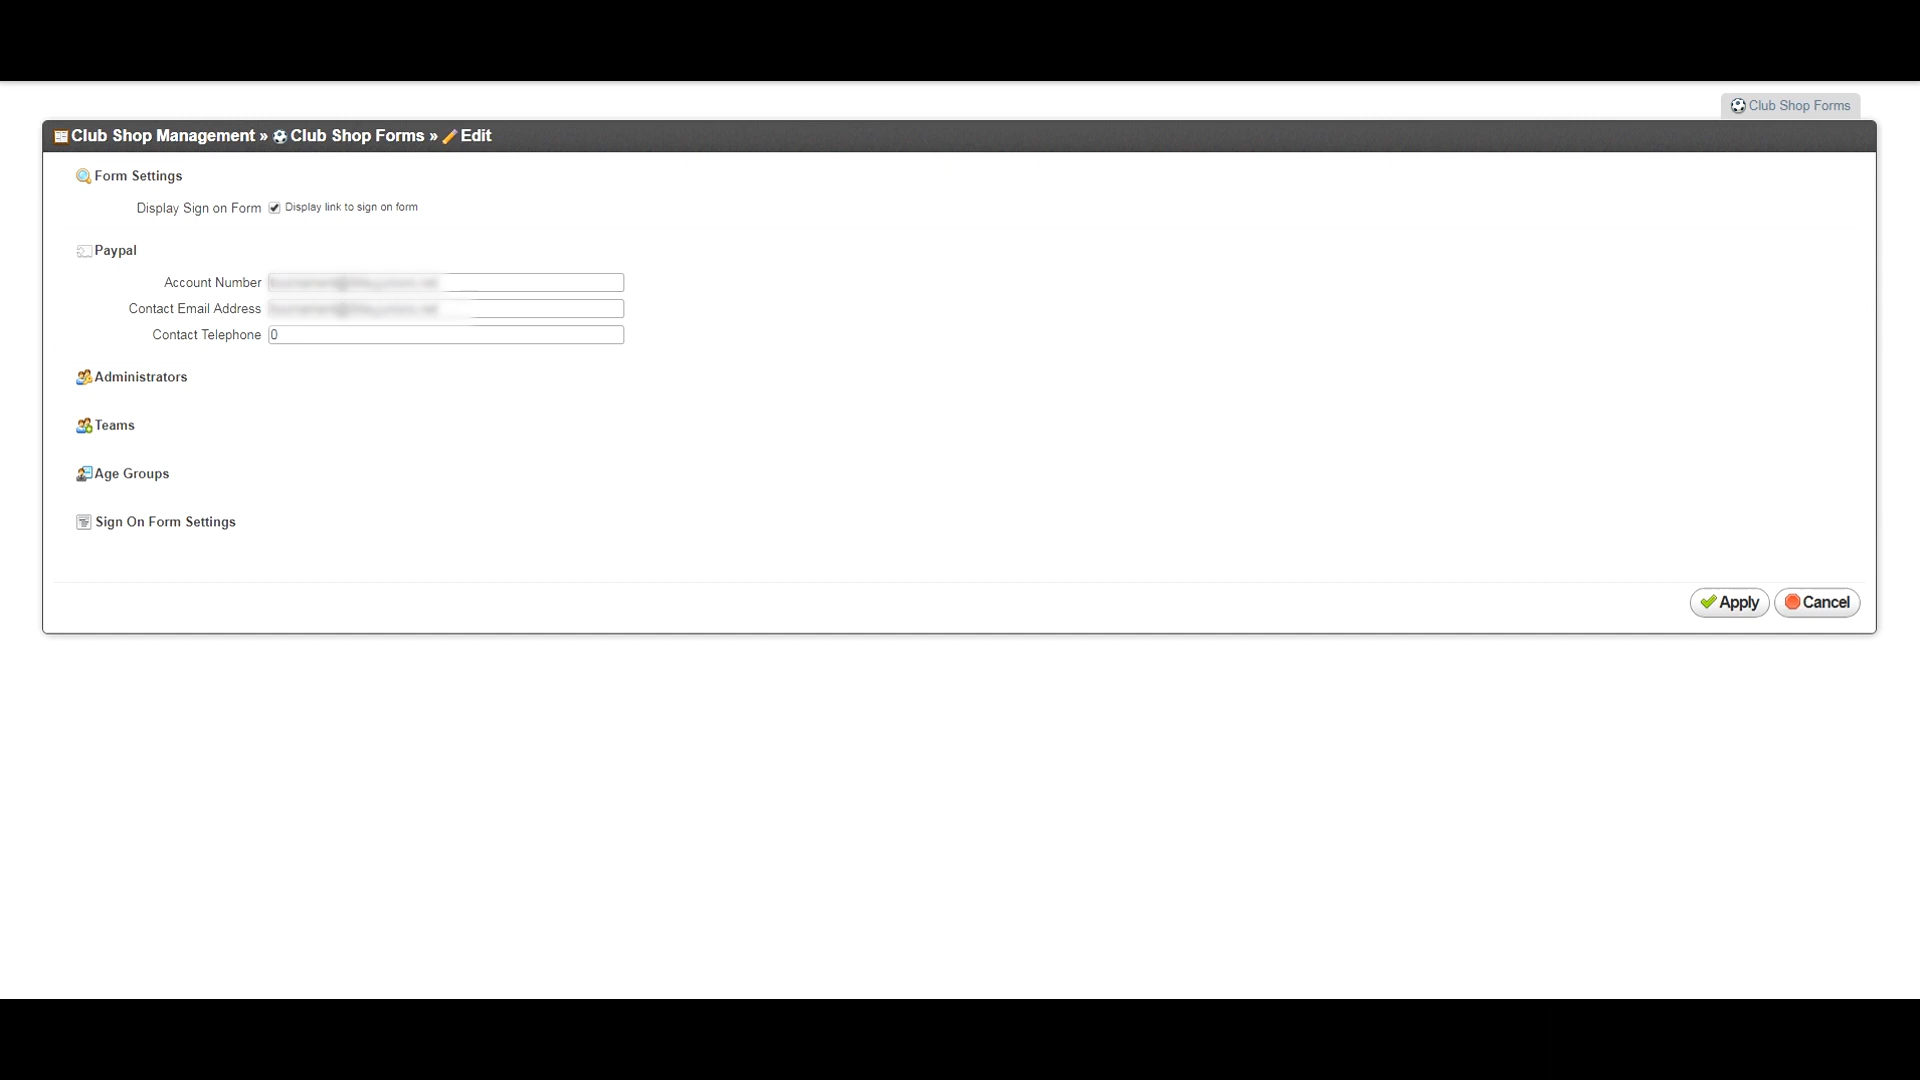 Club Shop Forms
Club Shop Management » Club Shop Forms » Edit
Form Settings
Display Sign on Form Display link to sign on form
Paypal
Account Number
Contact Email Address
Contact Telephone 0
Administrators
Teams
Age Groups
Sign On Form Settings
Apply Cancel